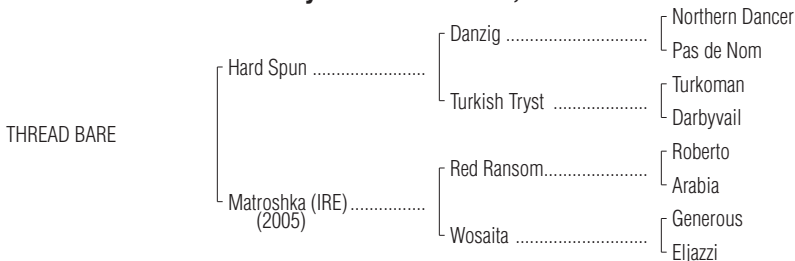 Northern Dancer
Danzig ..............................
Pas de Nom
Hard Spun ........................
Turkoman
Turkish Tryst ....................
Darbyvail
THREAD BARE
Roberto
Red Ransom......................
Arabia
Matroshka (IRE)................
(2005)
Generous
Wosaita ............................
Eljazzi